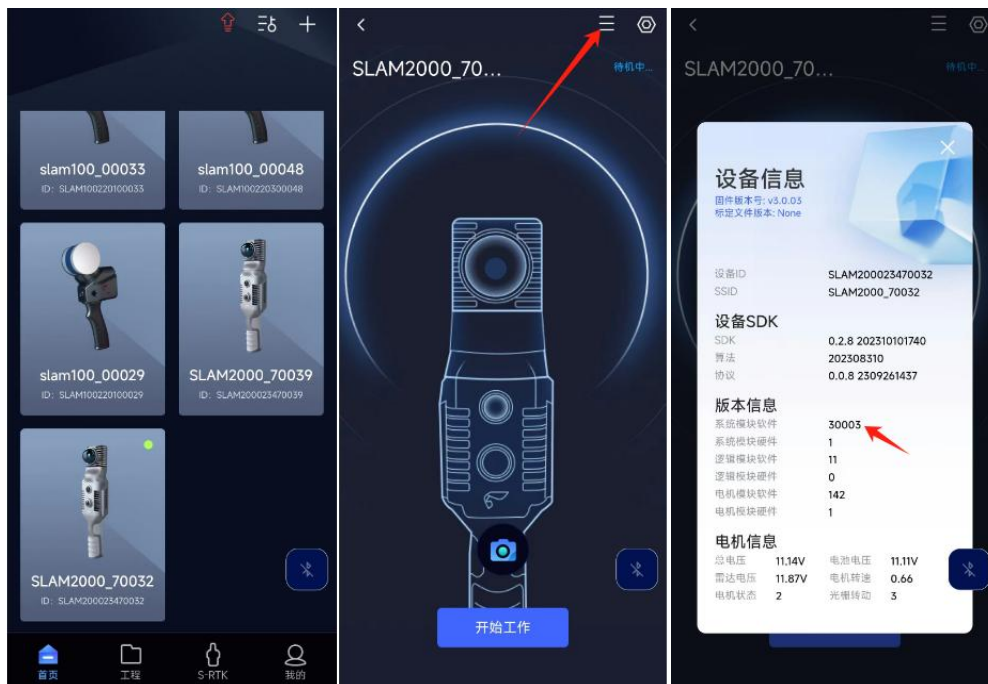 slam100_00033
ID: SLAM100220100033
slam100_00048
ID: SLAM100220300048
slam100_00029
ID: SLAM100220100029
SLAM2000_70039
ID: SLAM200023470039
SLAM2000_70032
ID: SLAM200023470032
首页
工程
S-RTK
我的
SLAM2000_70...
待机中...
开始工作
SLAM2000_70...
待机中...
设备信息
固件版本号: v3.0.03
标定文件版本: None
设备ID SLAM200023470032
SSID SLAM2000_70032
设备SDK
SDK 0.2.8 202310101740
算法 202308310
协议 0.0.8 2309261437
版本信息
系统模块软件 30003
系统模块硬件 1
逻辑模块软件 11
逻辑模块硬件 0
电机模块软件 142
电机模块硬件 1
电机信息
总电压 11.14V 电池电压 11.11V
雷达电压 11.87V 电机转速 0.66
电机状态 2 光栅转动 3